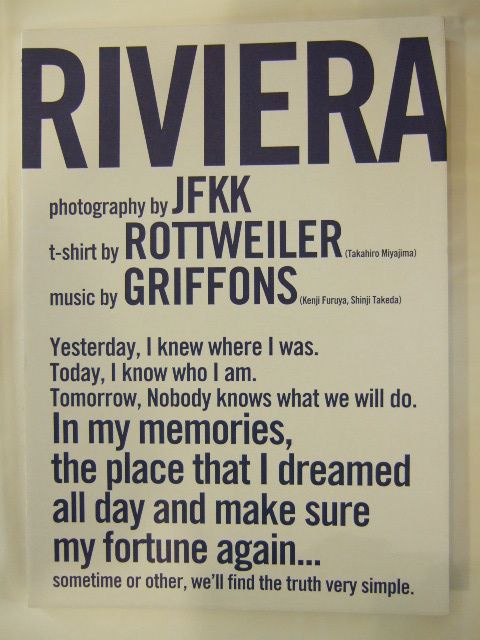 RIVIERA
photography by JFKK
t-shirt by ROTTWEILER (Takahiro Miyajima)
music by GRIFFONS (Kenji Furuya, Shinji Takeda)
Yesterday, I knew where I was.
Today, I know who I am.
Tomorrow, Nobody knows what we will do.
In my memories,
the place that I dreamed
all day and make sure
my fortune again...
sometime or other, we'll find the truth very simple.